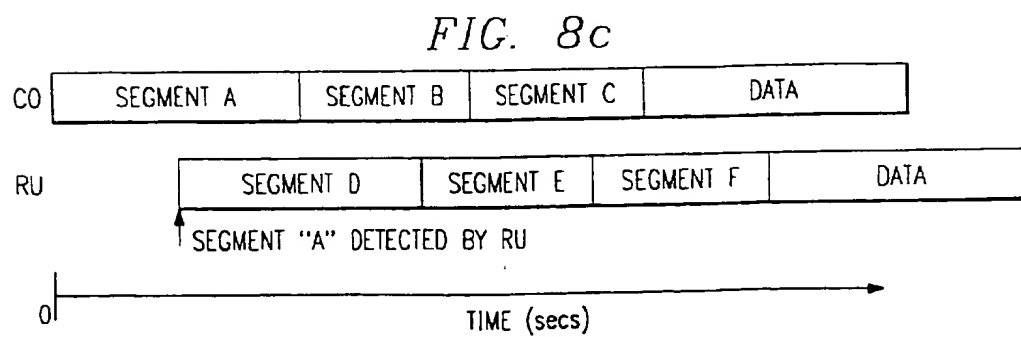 FIG. 8c
CO SEGMENT A SEGMENT B SEGMENT C DATA
RU SEGMENT D SEGMENT E SEGMENT F DATA
SEGMENT "A" DETECTED BY RU
0 TIME (secs)